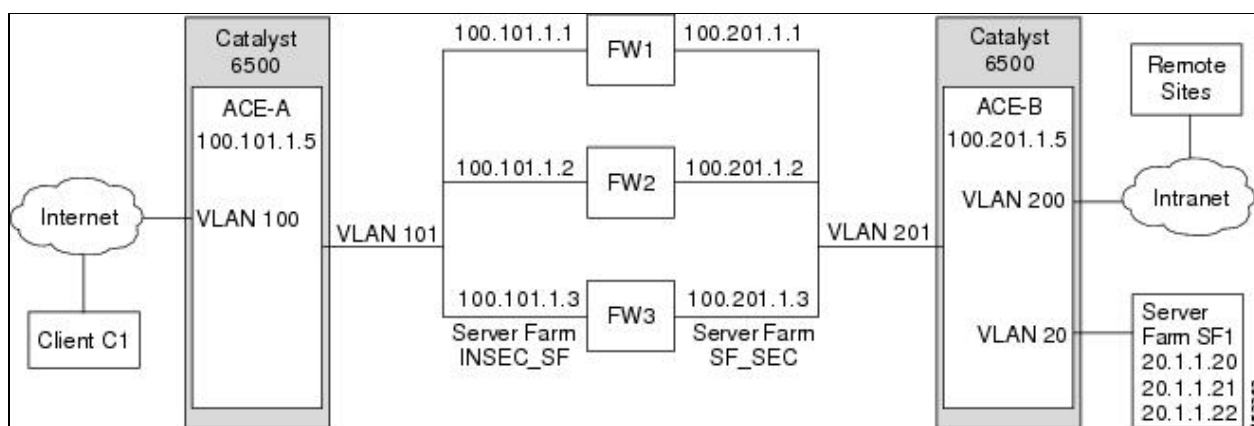 Catalyst
6500
ACE-A
100.101.1.5
VLAN 100
Internet
Client C1
VLAN 101
100.101.1.1
FW1
100.201.1.1
100.101.1.2
FW2
100.201.1.2
100.101.1.3
FW3
100.201.1.3
Server Farm
INSEC_SF
Server Farm
SF_SEC
VLAN 201
Catalyst
6500
ACE-B
100.201.1.5
VLAN 200
VLAN 20
Remote
Sites
Intranet
Server
Farm SF1
20.1.1.20
20.1.1.21
20.1.1.22